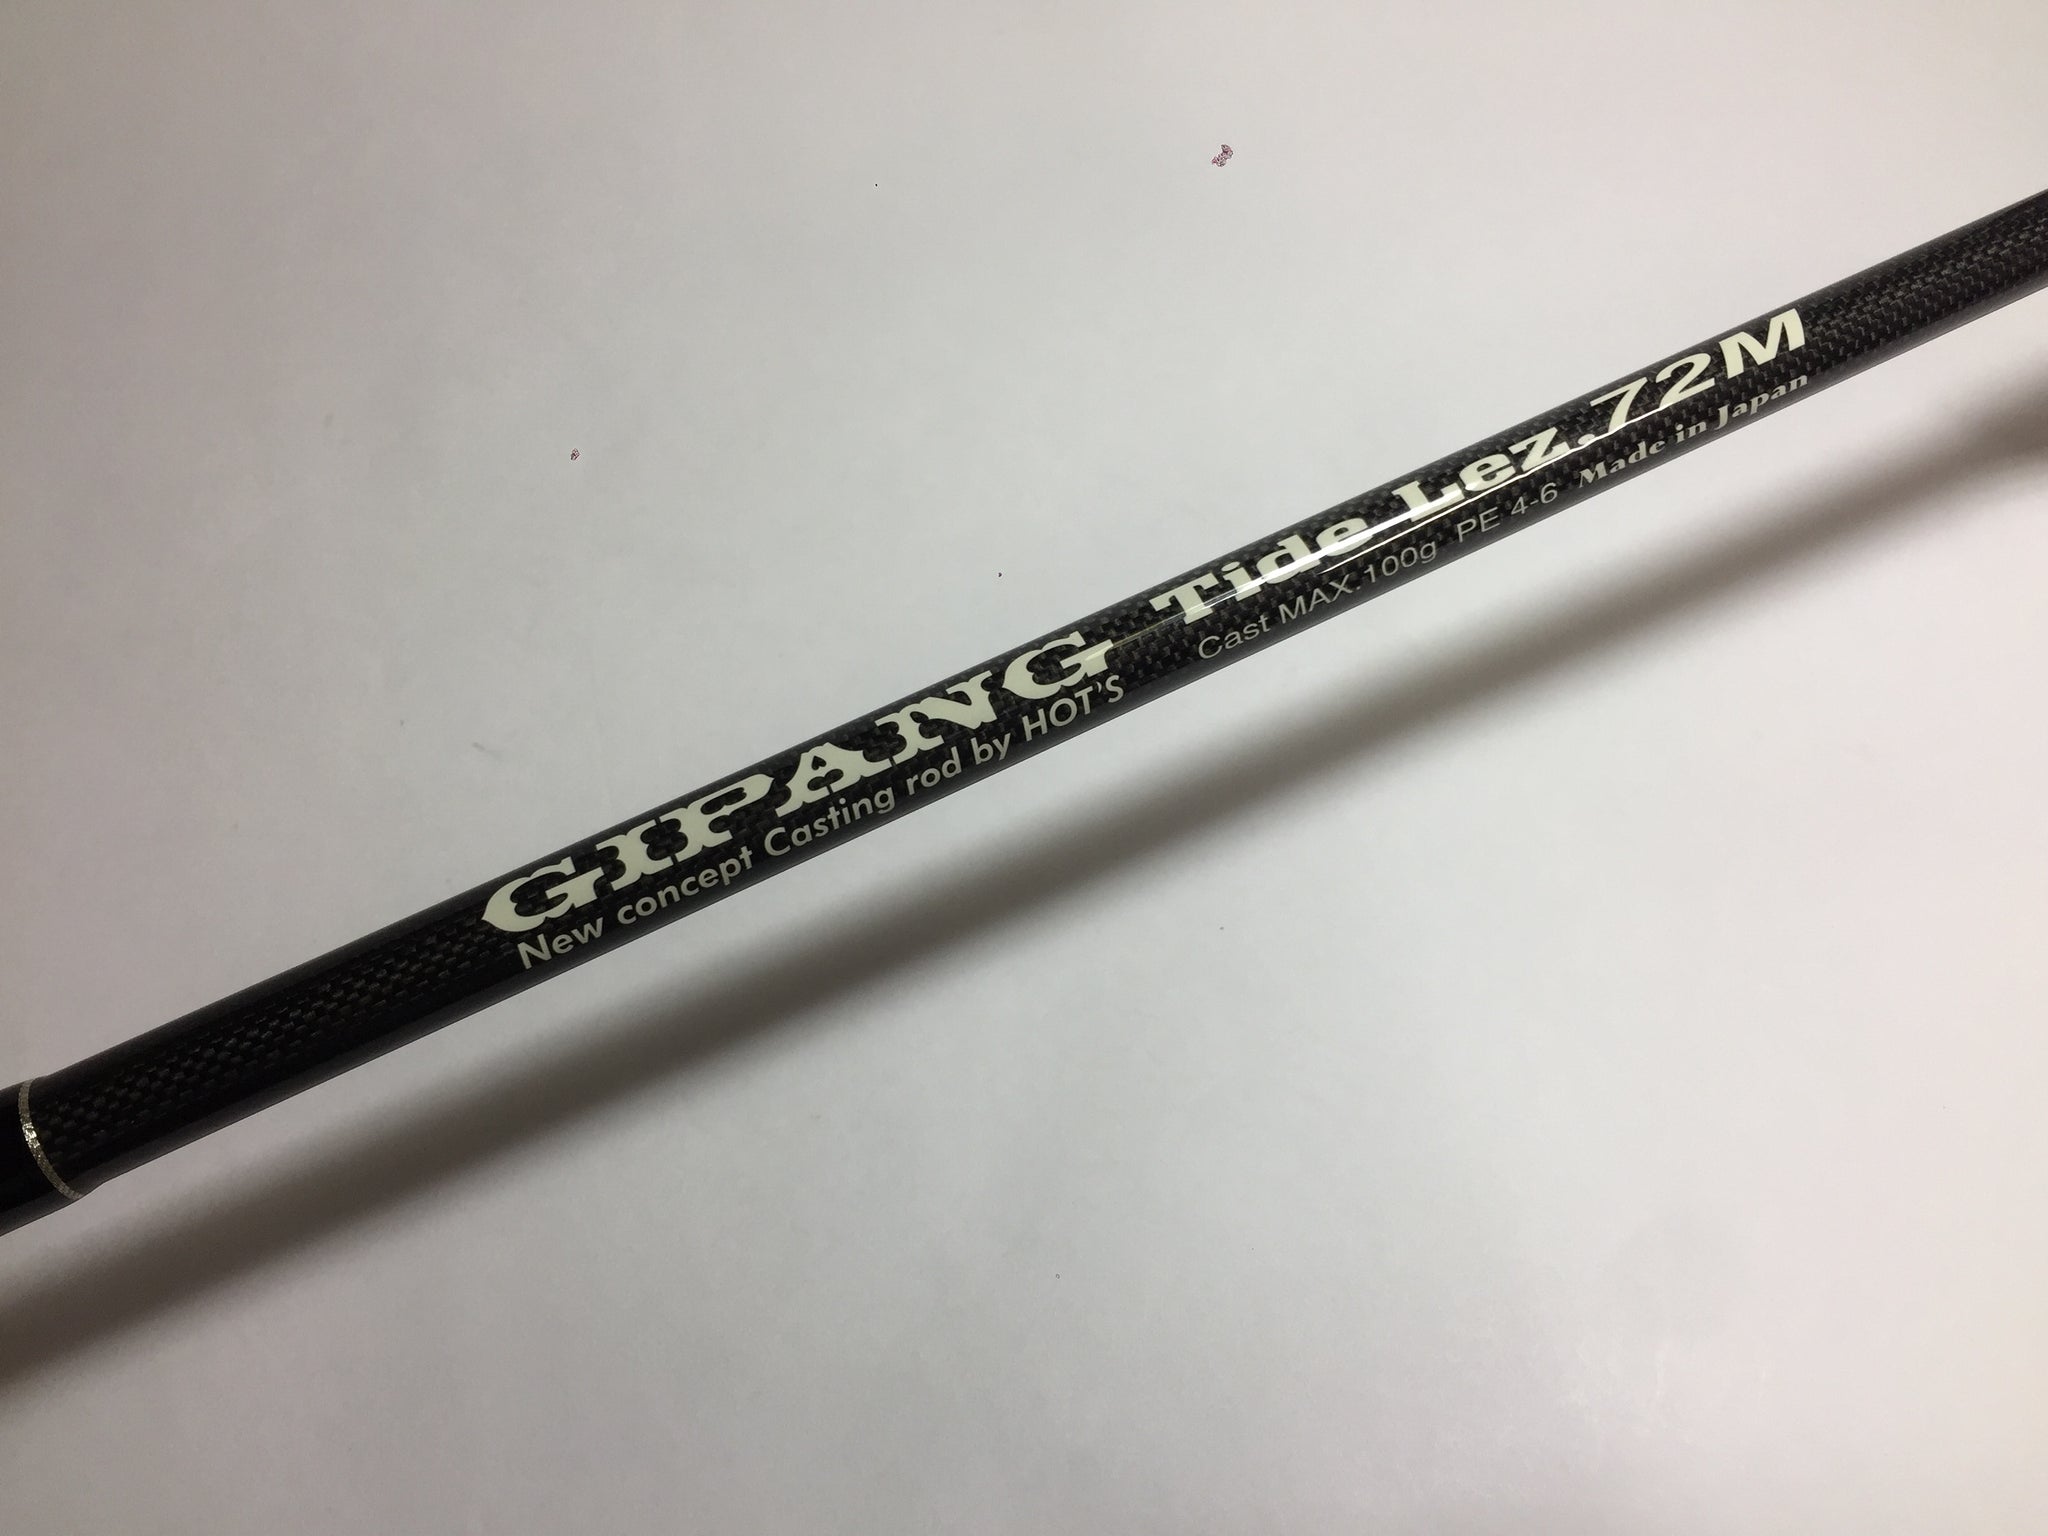 GIPANG Tide Lez.72M
New concept Casting rod by HOT'S Cast MAX.100g PE 4-6 Made in Japan